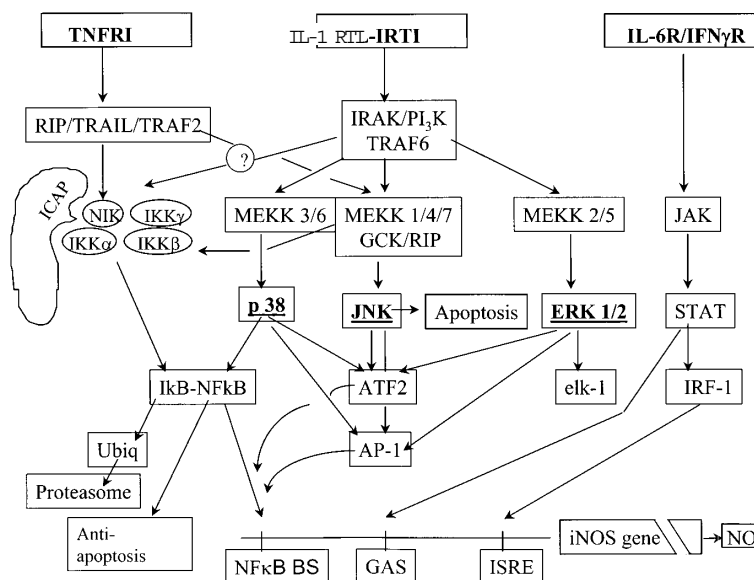 TNFRI
IL-1 RTL-IRTI
IL-6R/IFNγR
RIP/TRAIL/TRAF2
IRAK/PI3K
TRAF6
?
ICAP
NIK
IKKγ
IKKα
IKKβ
MEKK 3/6
MEKK 1/4/7
GCK/RIP
MEKK 2/5
JAK
p 38
JNK
Apoptosis
ERK 1/2
STAT
IkB-NFkB
ATF2
elk-1
IRF-1
Ubiq
AP-1
Proteasome
Anti-
apoptosis
iNOS gene
NO
NFκB BS
GAS
ISRE